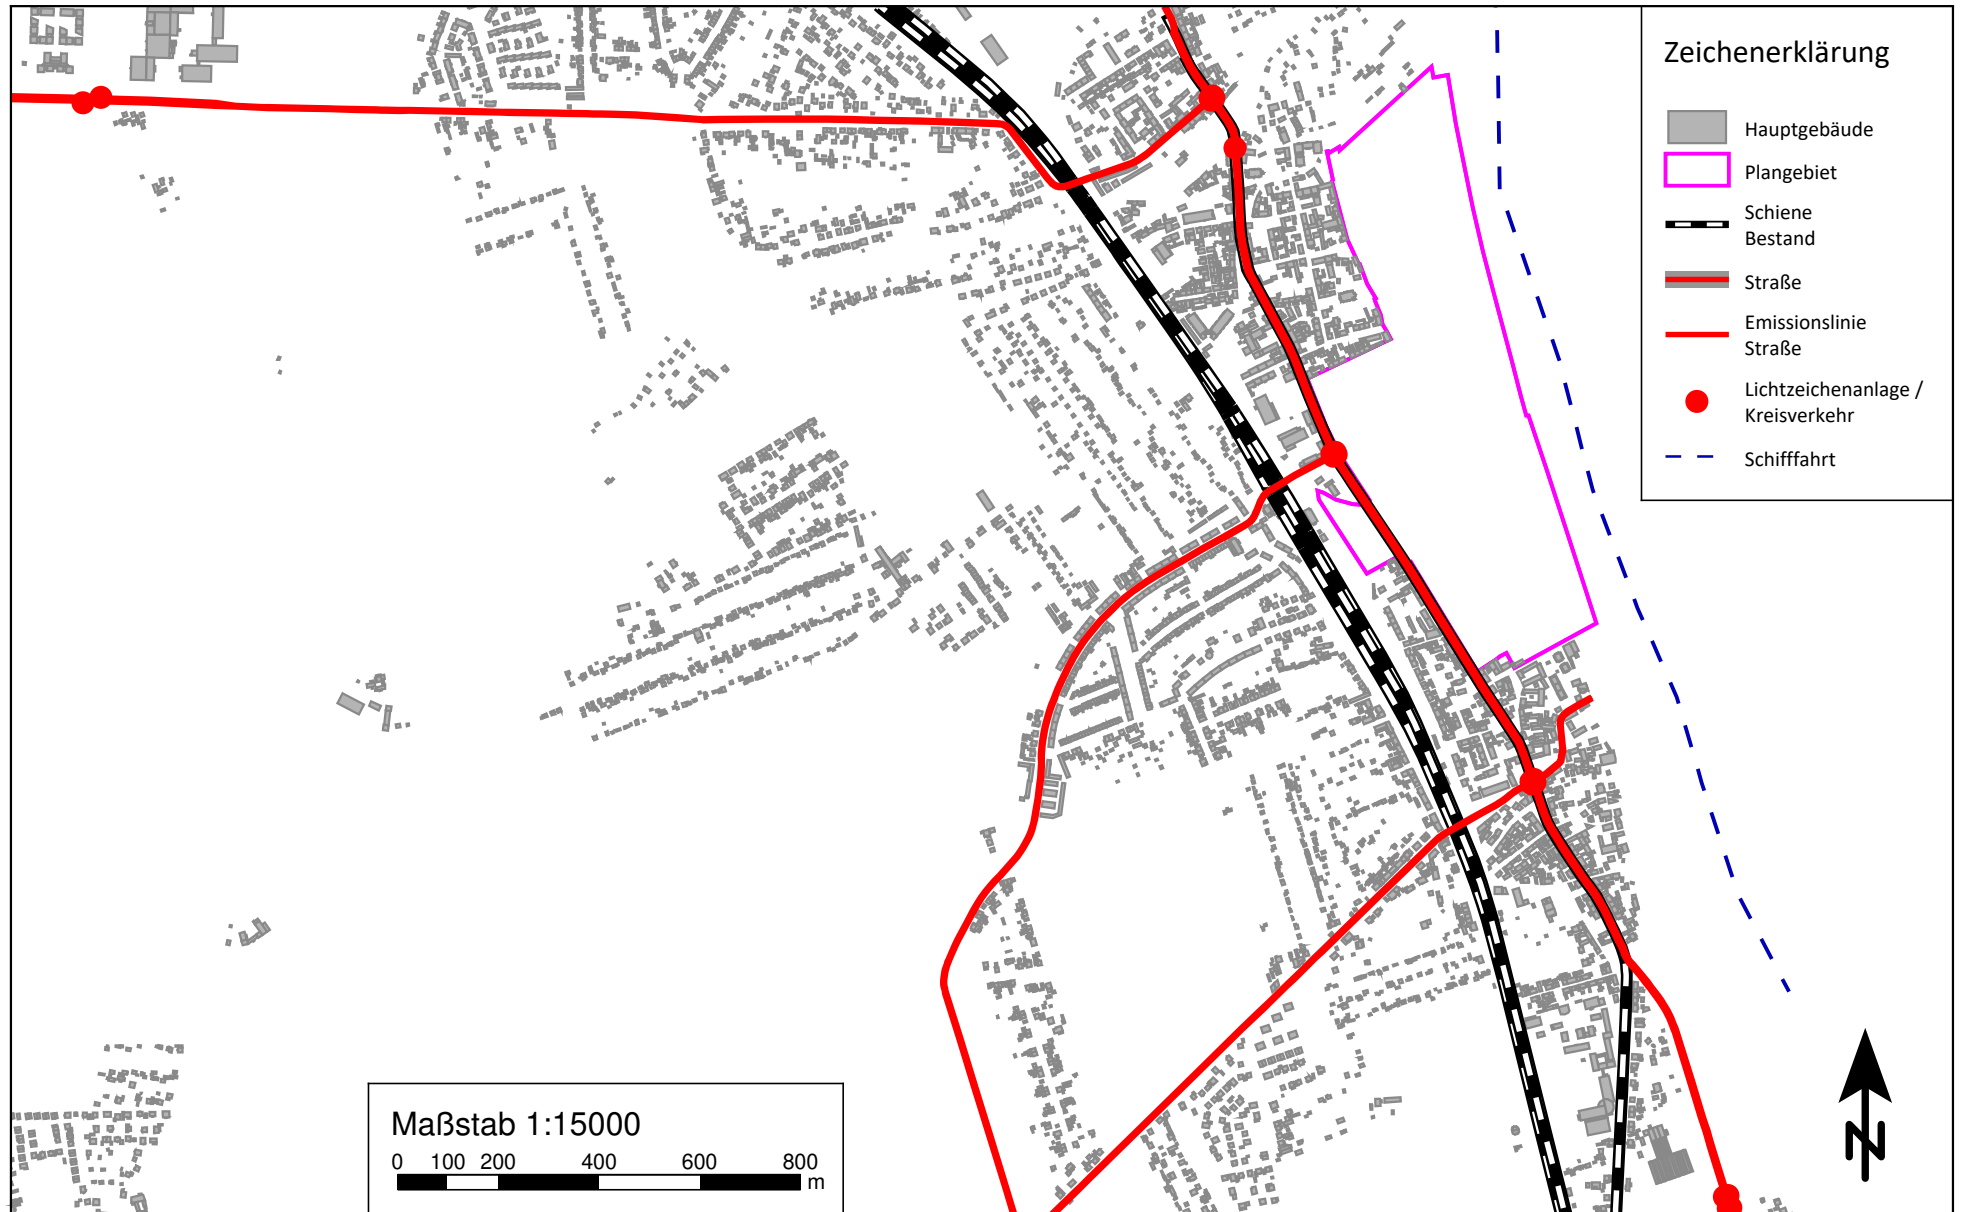 Zeichenerklärung
Hauptgebäude
Plangebiet
Schiene
Bestand
Straße
Emissionslinie
Straße
Lichtzeichenanlage /
Kreisverkehr
Schifffahrt
Maßstab 1:15000
0 100 200 400 600 800
m
N